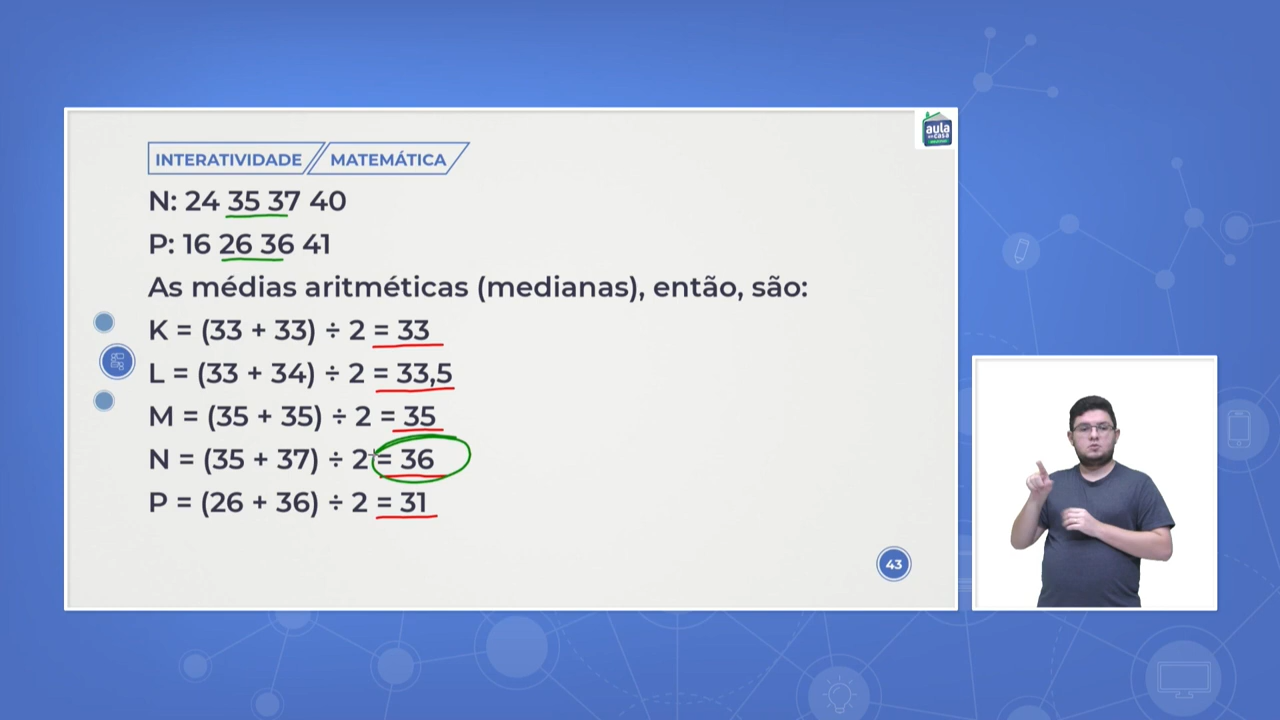 aula
em casa
INTERATIVIDADE MATEMÁTICA
N: 24 35 37 40
P: 16 26 36 41
As médias aritméticas (medianas), então, são:
K = (33 + 33) ÷ 2 = 33
L = (33 + 34) ÷ 2 = 33,5
M = (35 + 35) ÷ 2 = 35
N = (35 + 37) ÷ 2 = 36
P = (26 + 36) ÷ 2 = 31
43